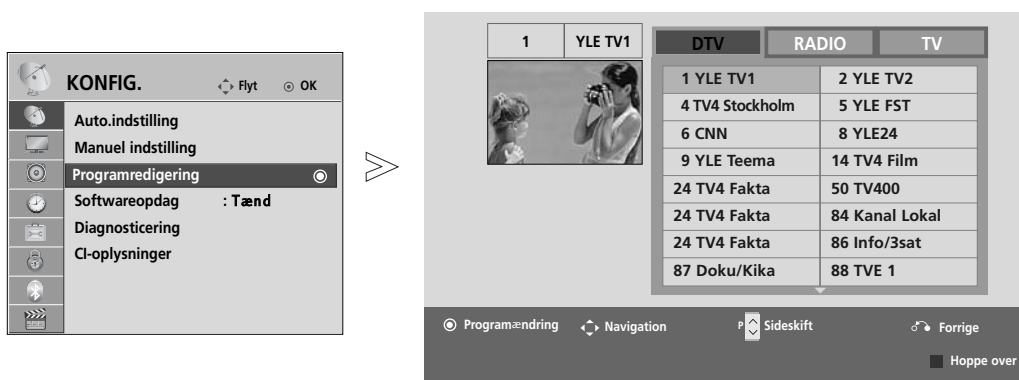 KONFIG.
Flyt
OK
Auto.indstilling
Manuel indstilling
Programredigering
Softwareopdag : Tænd
Diagnosticering
CI-oplysninger
1 YLE TV1
DTV RADIO TV
1 YLE TV1 2 YLE TV2
4 TV4 Stockholm 5 YLE FST
6 CNN 8 YLE24
9 YLE Teema 14 TV4 Film
24 TV4 Fakta 50 TV400
24 TV4 Fakta 84 Kanal Lokal
24 TV4 Fakta 86 Info/3sat
87 Doku/Kika 88 TVE 1
Programændring Navigation P Sideskift Forrige
Hoppe over